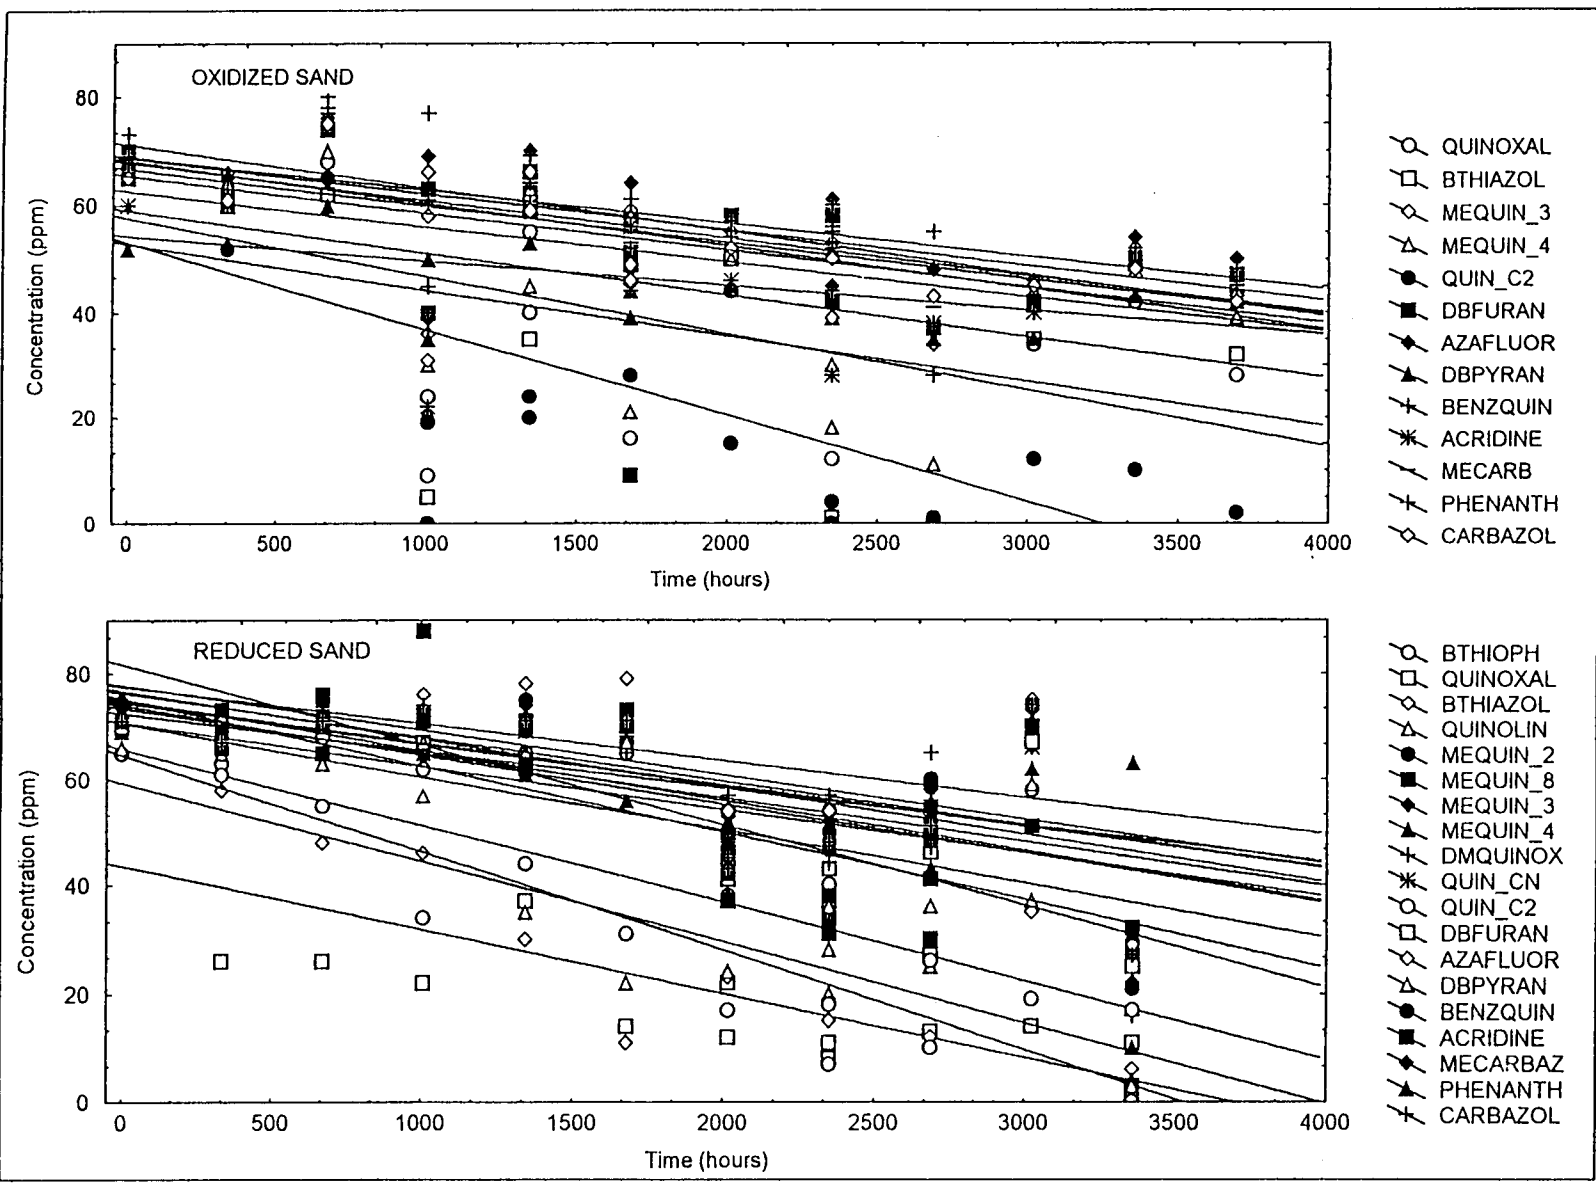 OXIDIZED SAND
Concentration (ppm)
80
60
40
20
0
0 500 1000 1500 2000 2500 3000 3500 4000
Time (hours)
QUINOXAL
BTHIAZOL
MEQUIN_3
MEQUIN_4
QUIN_C2
DBFURAN
AZAFLUOR
DBPYRAN
BENZQUIN
ACRIDINE
MECARB
PHENANTH
CARBAZOL
REDUCED SAND
Concentration (ppm)
80
60
40
20
0
0 500 1000 1500 2000 2500 3000 3500 4000
Time (hours)
BTHIOPH
QUINOXAL
BTHIAZOL
QUINOLIN
MEQUIN_2
MEQUIN_8
MEQUIN_3
MEQUIN_4
DMQUINOX
QUIN_CN
QUIN_C2
DBFURAN
AZAFLUOR
DBPYRAN
BENZQUIN
ACRIDINE
MECARBAZ
PHENANTH
CARBAZOL